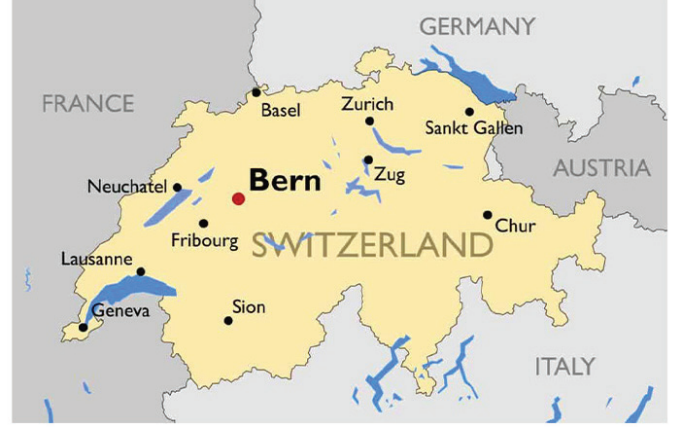 GERMANY
FRANCE
Basel
Zurich
Sankt Gallen
AUSTRIA
Zug
Bern
Neuchatel
Chur
Fribourg
SWITZERLAND
Lausanne
Sion
Geneva
ITALY